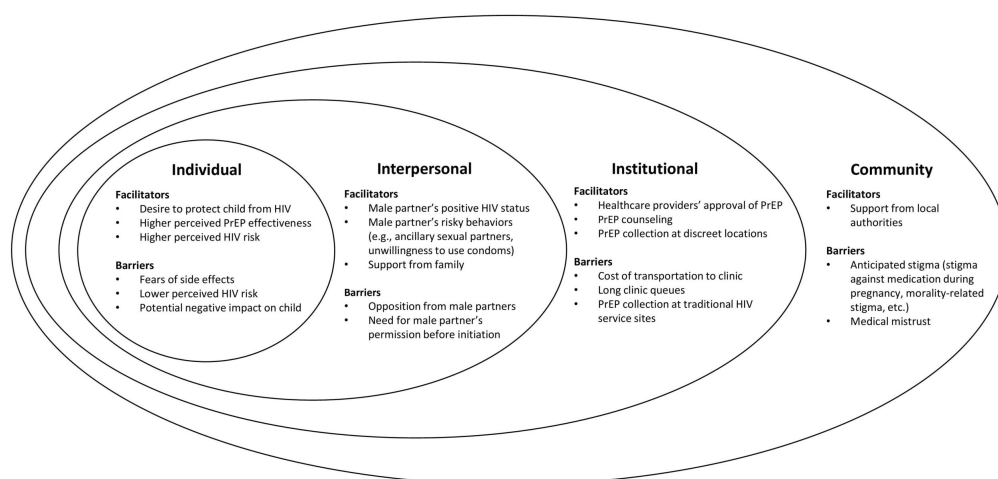 Individual
Facilitators
• Desire to protect child from HIV
• Higher perceived PrEP effectiveness
• Higher perceived HIV risk
Barriers
• Fears of side effects
• Lower perceived HIV risk
• Potential negative impact on child
Interpersonal
Facilitators
• Male partner's positive HIV status
• Male partner's risky behaviors
(e.g., ancillary sexual partners,
unwillingness to use condoms)
• Support from family
Barriers
• Opposition from male partners
• Need for male partner's
permission before initiation
Institutional
Facilitators
• Healthcare providers' approval of PrEP
• PrEP counseling
• PrEP collection at discreet locations
Barriers
• Cost of transportation to clinic
• Long clinic queues
• PrEP collection at traditional HIV
service sites
Community
Facilitators
• Support from local
authorities
Barriers
• Anticipated stigma (stigma
against medication during
pregnancy, morality-related
stigma, etc.)
• Medical mistrust